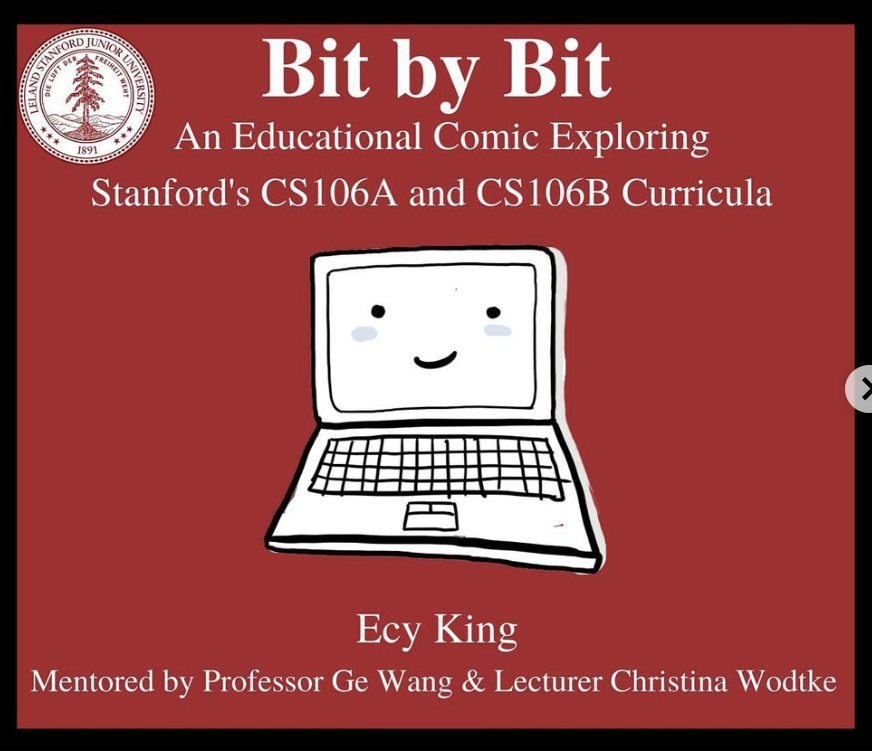 LELAND STANFORD JUNIOR UNIVERSITY
DIE LUFT DER FREIHEIT WEHT
1891
Bit by Bit
An Educational Comic Exploring
Stanford's CS106A and CS106B Curricula
Ecy King
Mentored by Professor Ge Wang & Lecturer Christina Wodtke